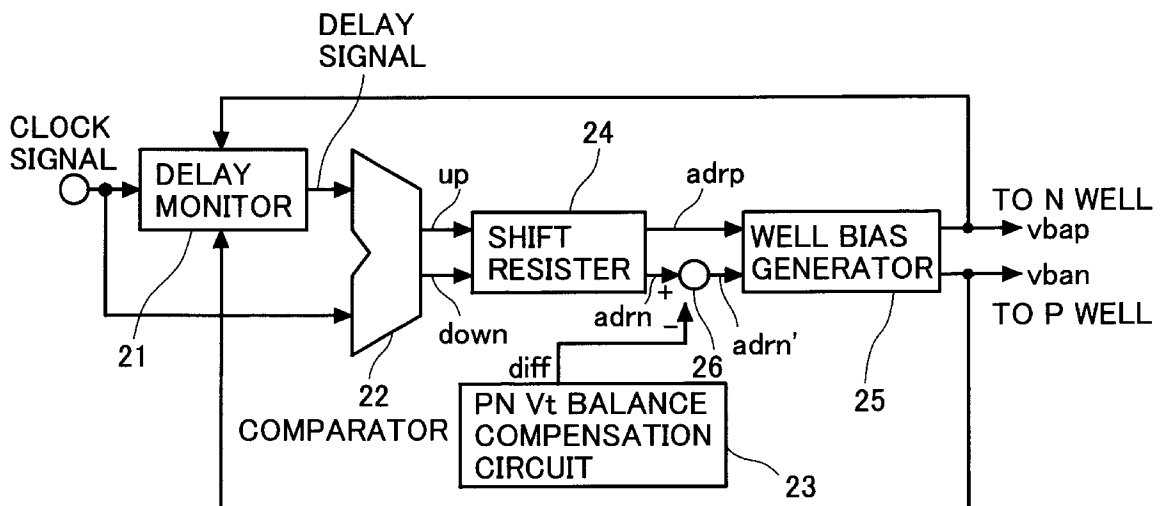 DELAY
SIGNAL
CLOCK
SIGNAL
DELAY
MONITOR
21
up
down
22
COMPARATOR
24
SHIFT
RESISTER
adrp
adrn
+
−
26
adrn'
diff
PN Vt BALANCE
COMPENSATION
CIRCUIT
23
WELL BIAS
GENERATOR
25
TO N WELL
vbap
vban
TO P WELL